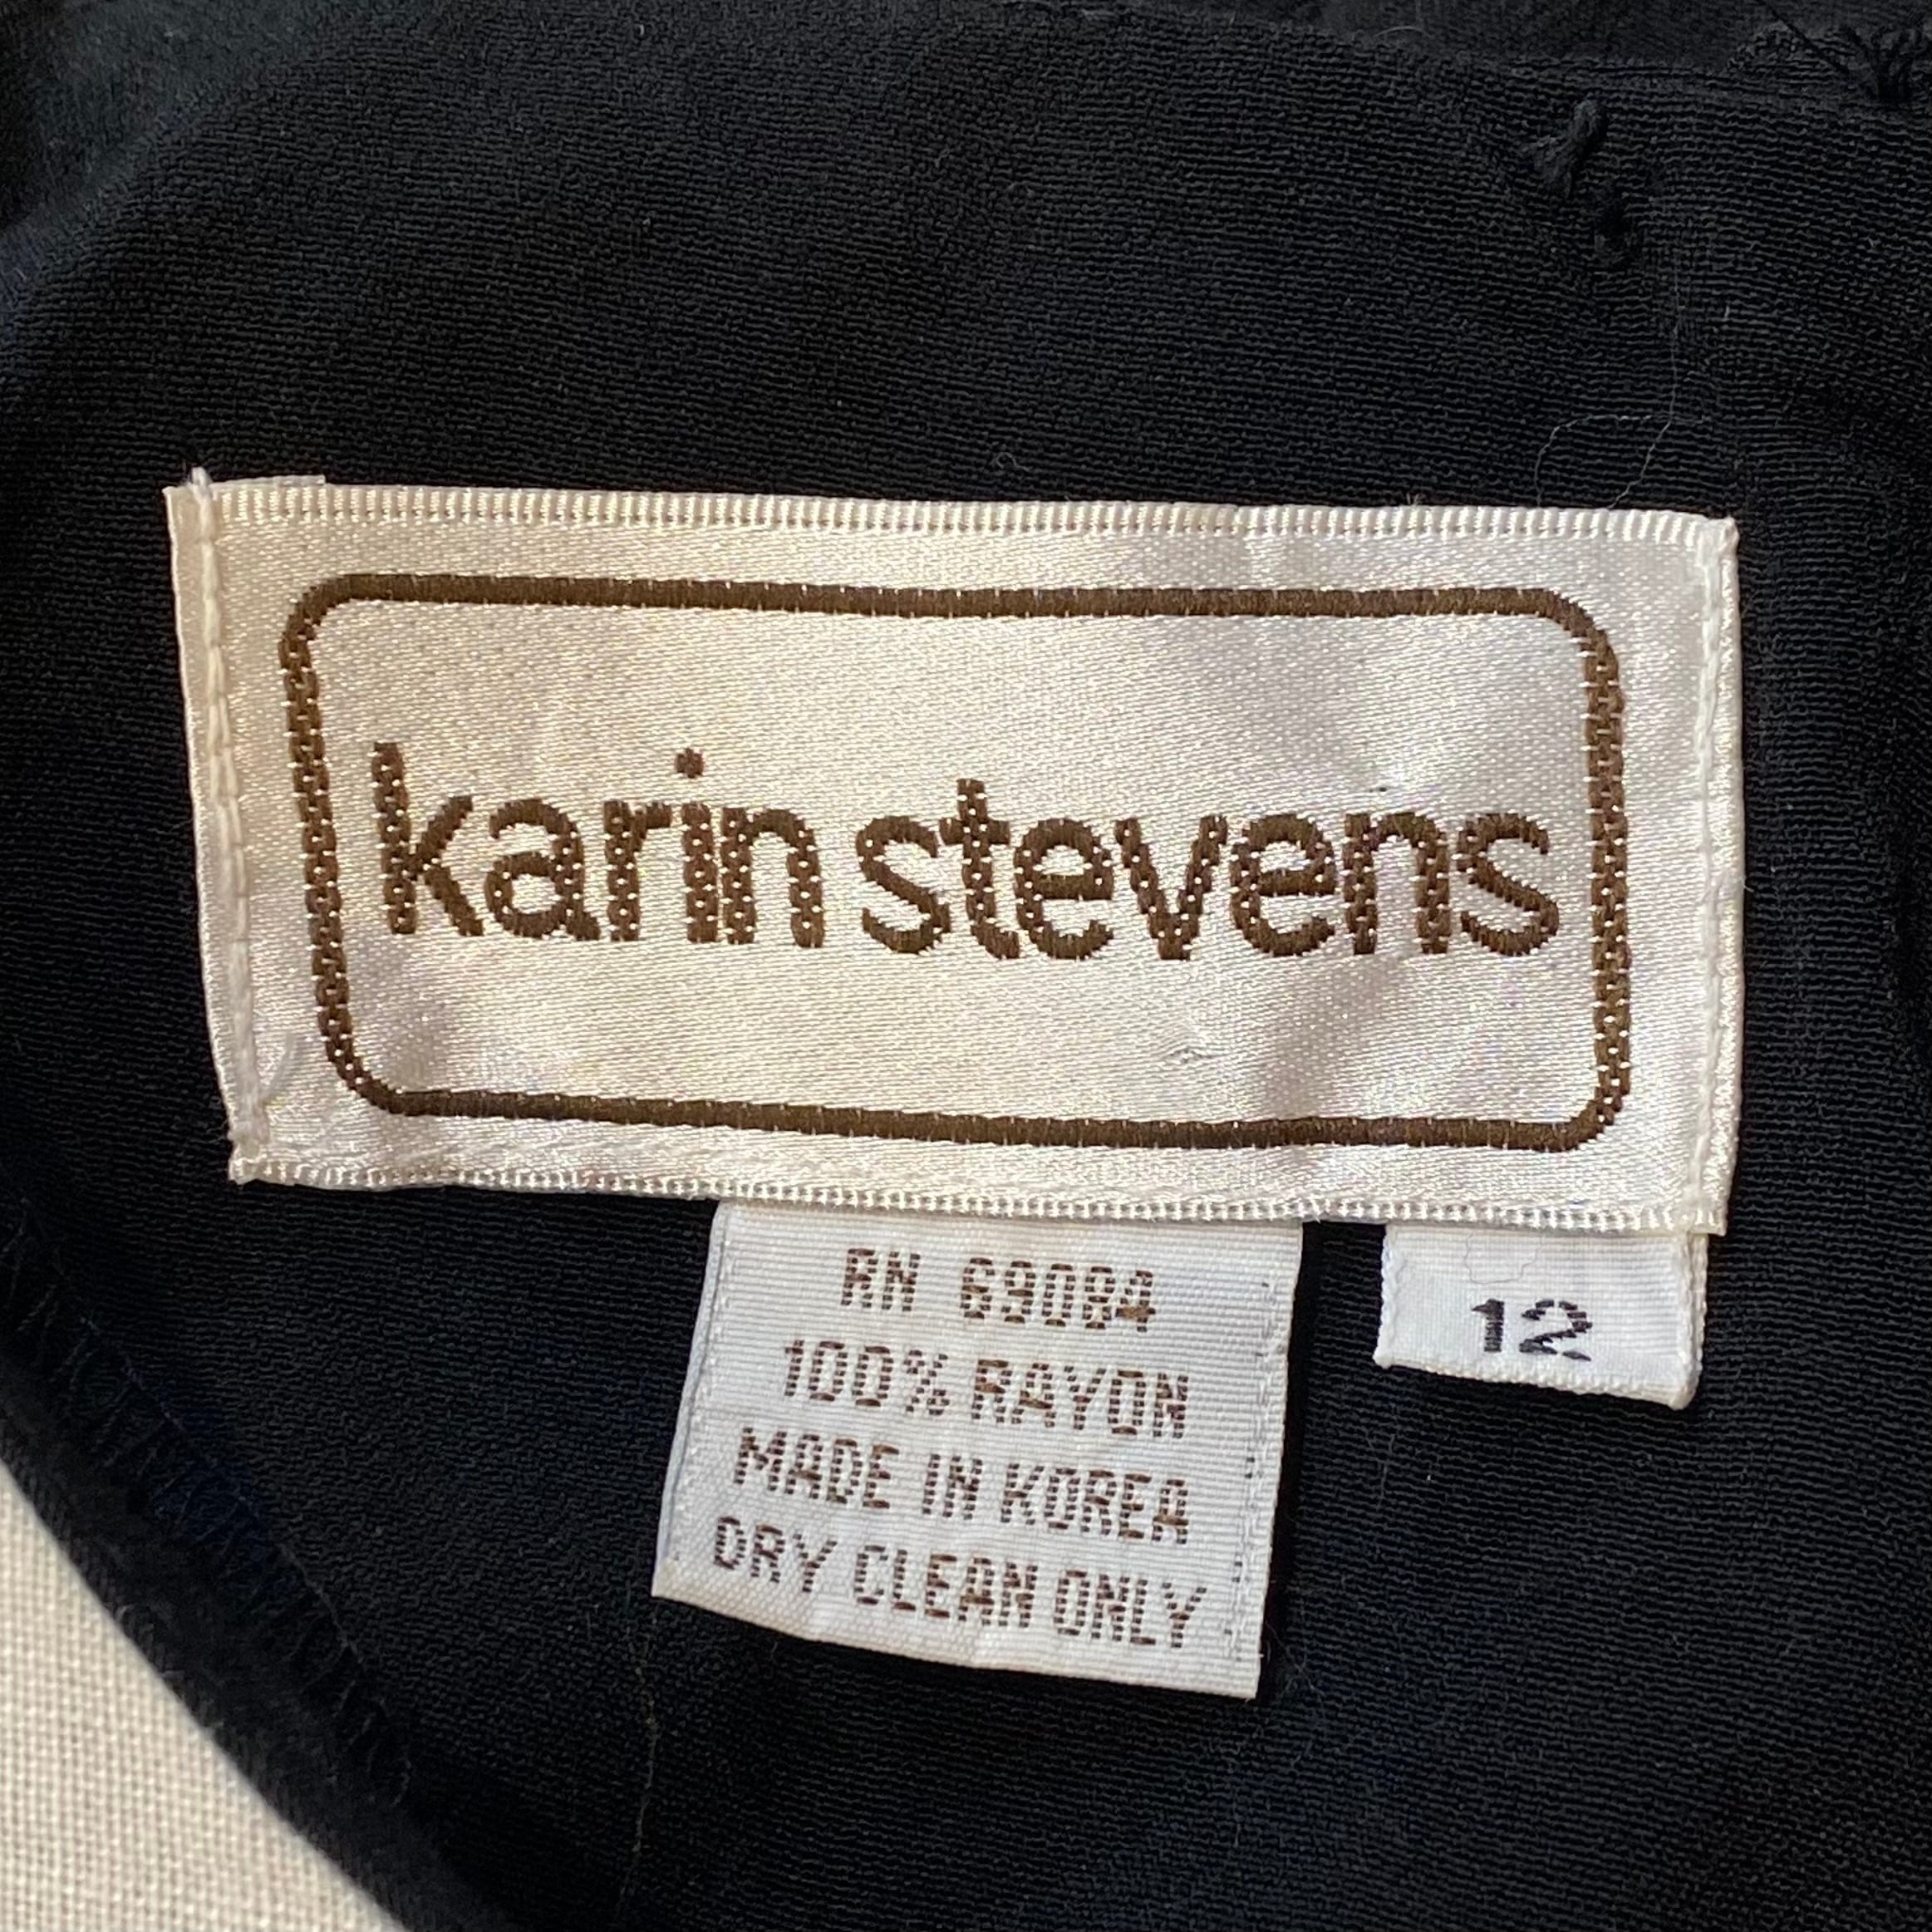 karin stevens
RN 69084
100% RAYON
MADE IN KOREA
DRY CLEAN ONLY
12